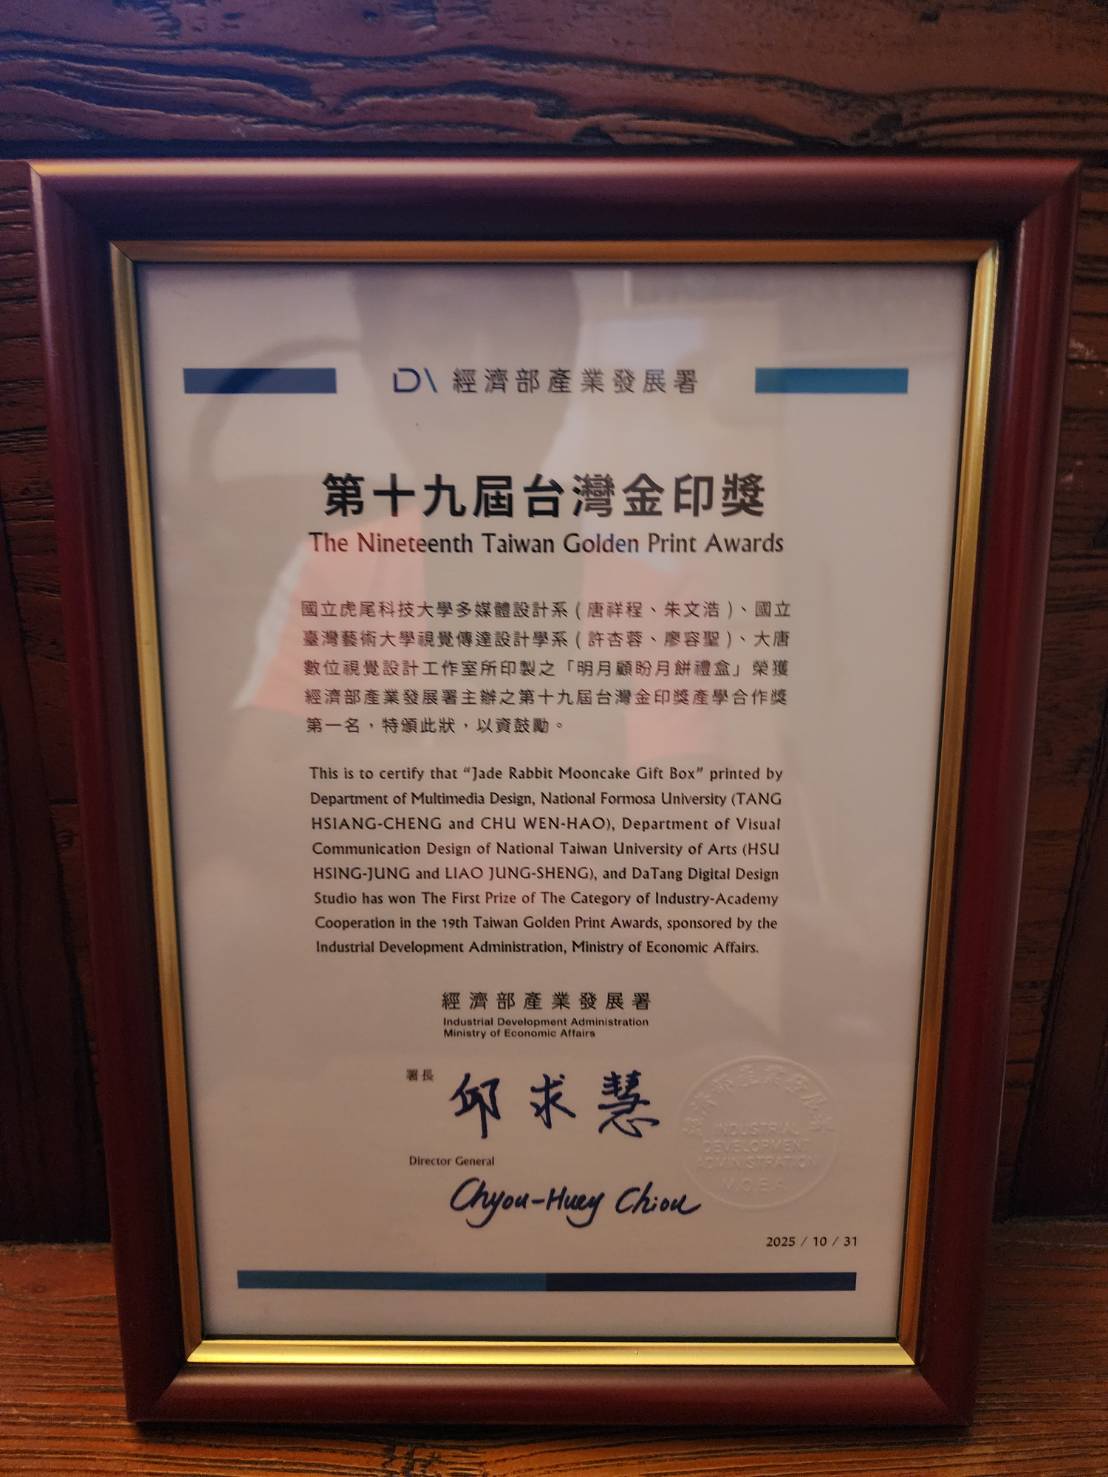 經濟部產業發展署
第十九屆台灣金印獎
The Nineteenth Taiwan Golden Print Awards
國立虎尾科技大學多媒體設計系(唐祥程、朱文浩)、國立
臺灣藝術大學視覺傳達設計學系(許杏蓉、廖容聖)、大唐
數位視覺設計工作室所印製之「明月顧盼月餅禮盒」榮獲
經濟部產業發展署主辦之第十九屆台灣金印獎產學合作獎
第一名,特頒此狀,以資鼓勵。
This is to certify that “Jade Rabbit Mooncake Gift Box” printed by
Department of Multimedia Design, National Formosa University (TANG
HSIANG-CHENG and CHU WEN-HAO), Department of Visual
Communication Design of National Taiwan University of Arts (HSU
HSING-JUNG and LIAO JUNG-SHENG), and DaTang Digital Design
Studio has won The First Prize of The Category of Industry-Academy
Cooperation in the 19th Taiwan Golden Print Awards, sponsored by the
Industrial Development Administration, Ministry of Economic Affairs.
經濟部產業發展署
Industrial Development Administration
Ministry of Economic Affairs
署長
邱求慧
Director General
Chyou-Huey Chiou
經濟部產業發展署
INDUSTRIAL
DEVELOPMENT
ADMINISTRATION
M.O.E.A.
2025 / 10 / 31